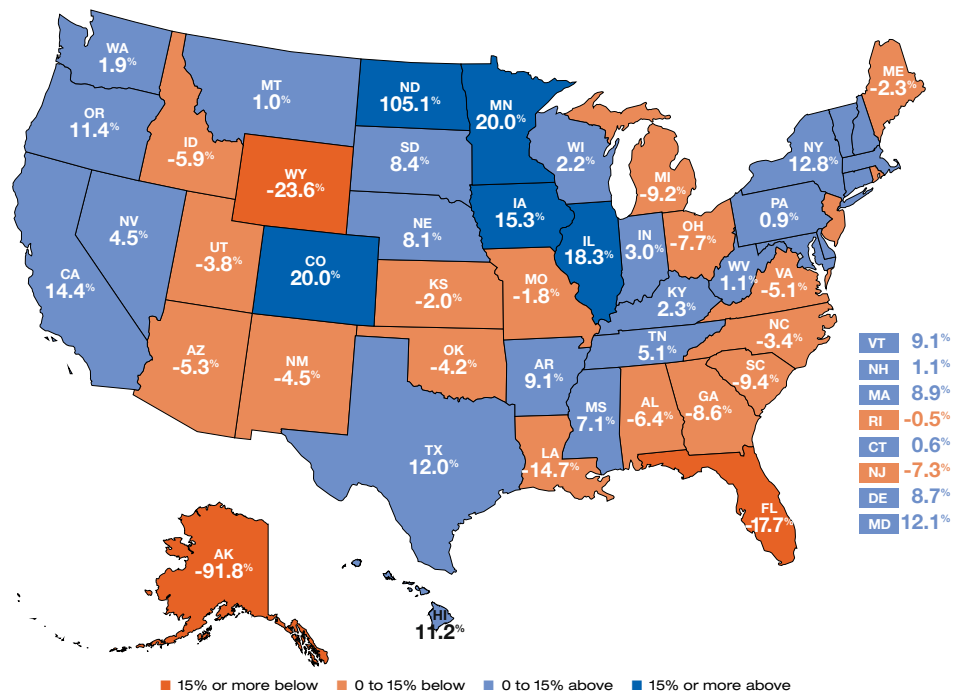 WA
1.9%
MT
1.0%
ND
105.1%
MN
20.0%
ME
-2.3%
OR
11.4%
ID
-5.9%
SD
8.4%
WI
2.2%
NY
12.8%
WY
-23.6%
MI
-9.2%
IA
15.3%
PA
0.9%
NV
4.5%
NE
8.1%
IL
18.3%
IN
3.0%
OH
-7.7%
UT
-3.8%
CO
20.0%
WV
1.1%
VA
-5.1%
CA
14.4%
KS
-2.0%
MO
-1.8%
KY
2.3%
NC
-3.4%
AZ
-5.3%
NM
-4.5%
OK
-4.2%
AR
9.1%
TN
5.1%
SC
-9.4%
MS
7.1%
AL
-6.4%
GA
-8.6%
TX
12.0%
LA
-14.7%
FL
-17.7%
VT 9.1%
NH 1.1%
MA 8.9%
RI -0.5%
CT 0.6%
NJ -7.3%
DE 8.7%
MD 12.1%
AK
-91.8%
HI
11.2%
15% or more below 0 to 15% below 0 to 15% above 15% or more above